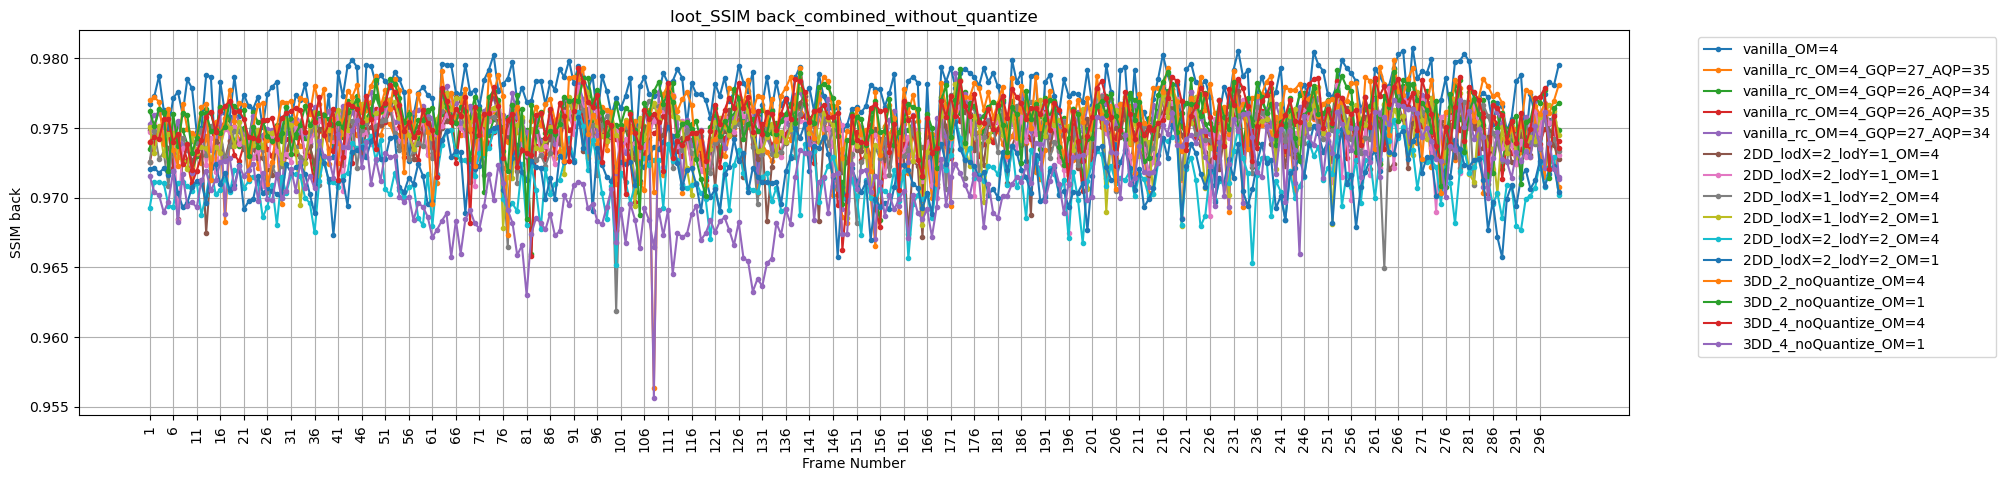 loot_SSIM back_combined_without_quantize
SSIM back
0.980
0.975
0.970
0.965
0.960
0.955
1 6 11 16 21 26 31 36 41 46 51 56 61 66 71 76 81 86 91 96 101 106 111 116 121 126 131 136 141 146 151 156 161 166 171 176 181 186 191 196 201 206 211 216 221 226 231 236 241 246 251 256 261 266 271 276 281 286 291 296
Frame Number
vanilla_OM=4
vanilla_rc_OM=4_GQP=27_AQP=35
vanilla_rc_OM=4_GQP=26_AQP=34
vanilla_rc_OM=4_GQP=26_AQP=35
vanilla_rc_OM=4_GQP=27_AQP=34
2DD_lodX=2_lodY=1_OM=4
2DD_lodX=2_lodY=1_OM=1
2DD_lodX=1_lodY=2_OM=4
2DD_lodX=1_lodY=2_OM=1
2DD_lodX=2_lodY=2_OM=4
2DD_lodX=2_lodY=2_OM=1
3DD_2_noQuantize_OM=4
3DD_2_noQuantize_OM=1
3DD_4_noQuantize_OM=4
3DD_4_noQuantize_OM=1